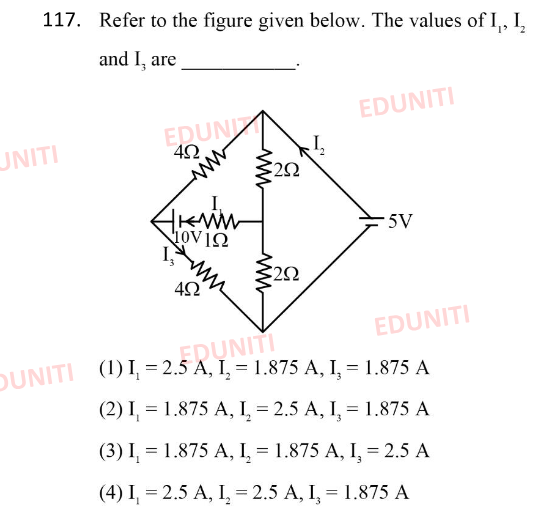 117. Refer to the figure given below. The values of I₁, I₂
and I₃ are ____________.
EDUNITI
EDUNITI
UNITI
4Ω
I₂
2Ω
I
5V
10V 1Ω
I₃
2Ω
4Ω
EDUNITI
EDUNITI
DUNITI
(1) I₁ = 2.5 A, I₂ = 1.875 A, I₃ = 1.875 A
(2) I₁ = 1.875 A, I₂ = 2.5 A, I₃ = 1.875 A
(3) I₁ = 1.875 A, I₂ = 1.875 A, I₃ = 2.5 A
(4) I₁ = 2.5 A, I₂ = 2.5 A, I₃ = 1.875 A